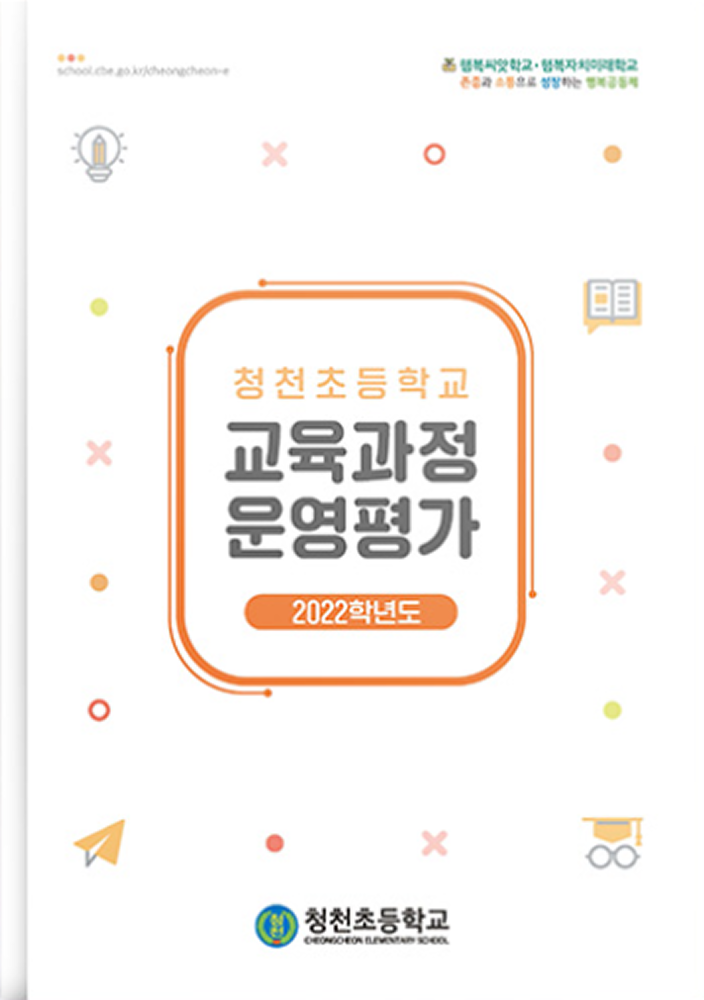 school.cbe.go.kr/cheongcheon-e
행복씨앗학교·행복자치미래학교
존중과 소통으로 성장하는 행복공동체
청천초등학교
교육과정
운영평가
2022학년도
청천
청천초등학교
CHEONGCHEON ELEMENTARY SCHOOL